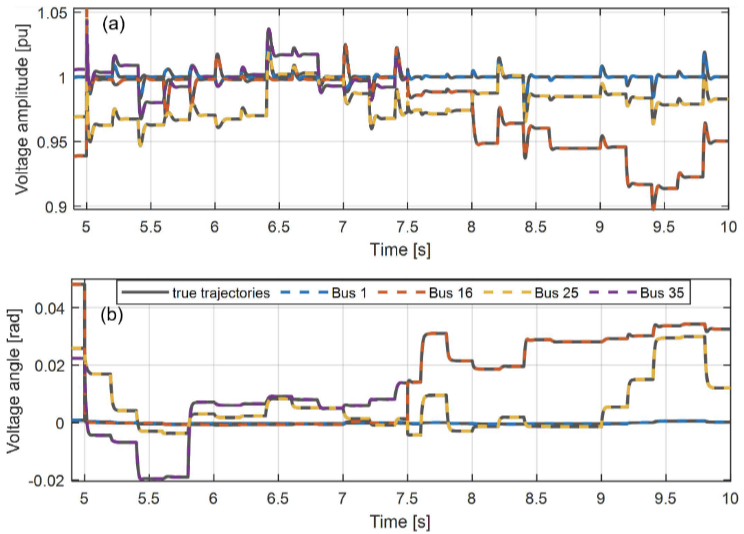 (a)
Voltage amplitude [pu]
1.05
1
0.95
0.9
5 5.5 6 6.5 7 7.5 8 8.5 9 9.5 10
Time [s]
true trajectories Bus 1 Bus 16 Bus 25 Bus 35
(b)
Voltage angle [rad]
0.04
0.02
0
-0.02
5 5.5 6 6.5 7 7.5 8 8.5 9 9.5 10
Time [s]